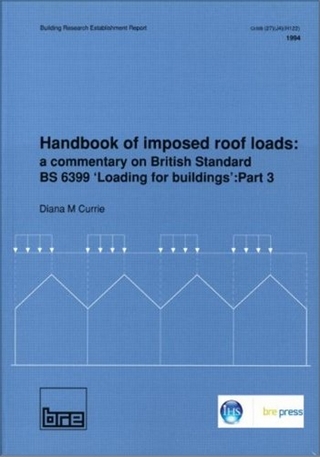 Building Research Establishment Report
1994
Handbook of imposed roof loads:
a commentary on British Standard
BS 6399 ‘Loading for buildings’:Part 3
Diana M Currie
bre
IHS
bre press